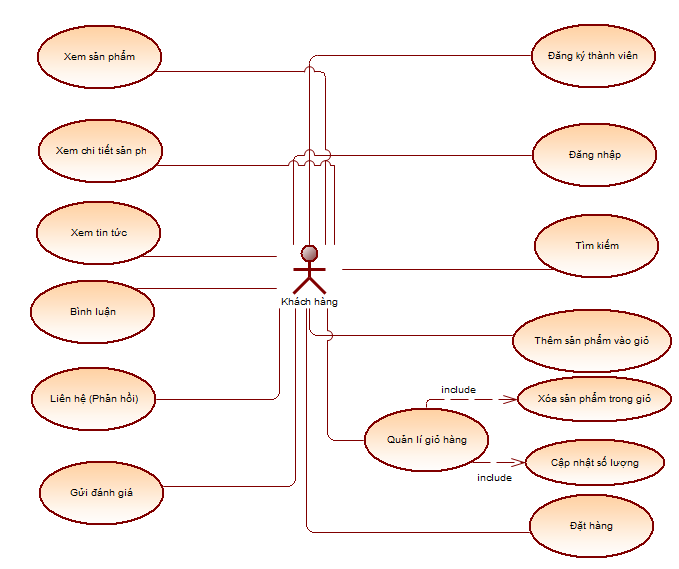 Xem sản phẩm
Đăng ký thành viên
Xem chi tiết sản ph
Đăng nhập
Xem tin tức
Tìm kiếm
Bình luận
Khách hàng
Thêm sản phẩm vào giỏ
include
Liên hệ (Phản hồi)
Xóa sản phẩm trong giỏ
Quản lí giỏ hàng
Cập nhật số lượng
include
Gửi đánh giá
Đặt hàng